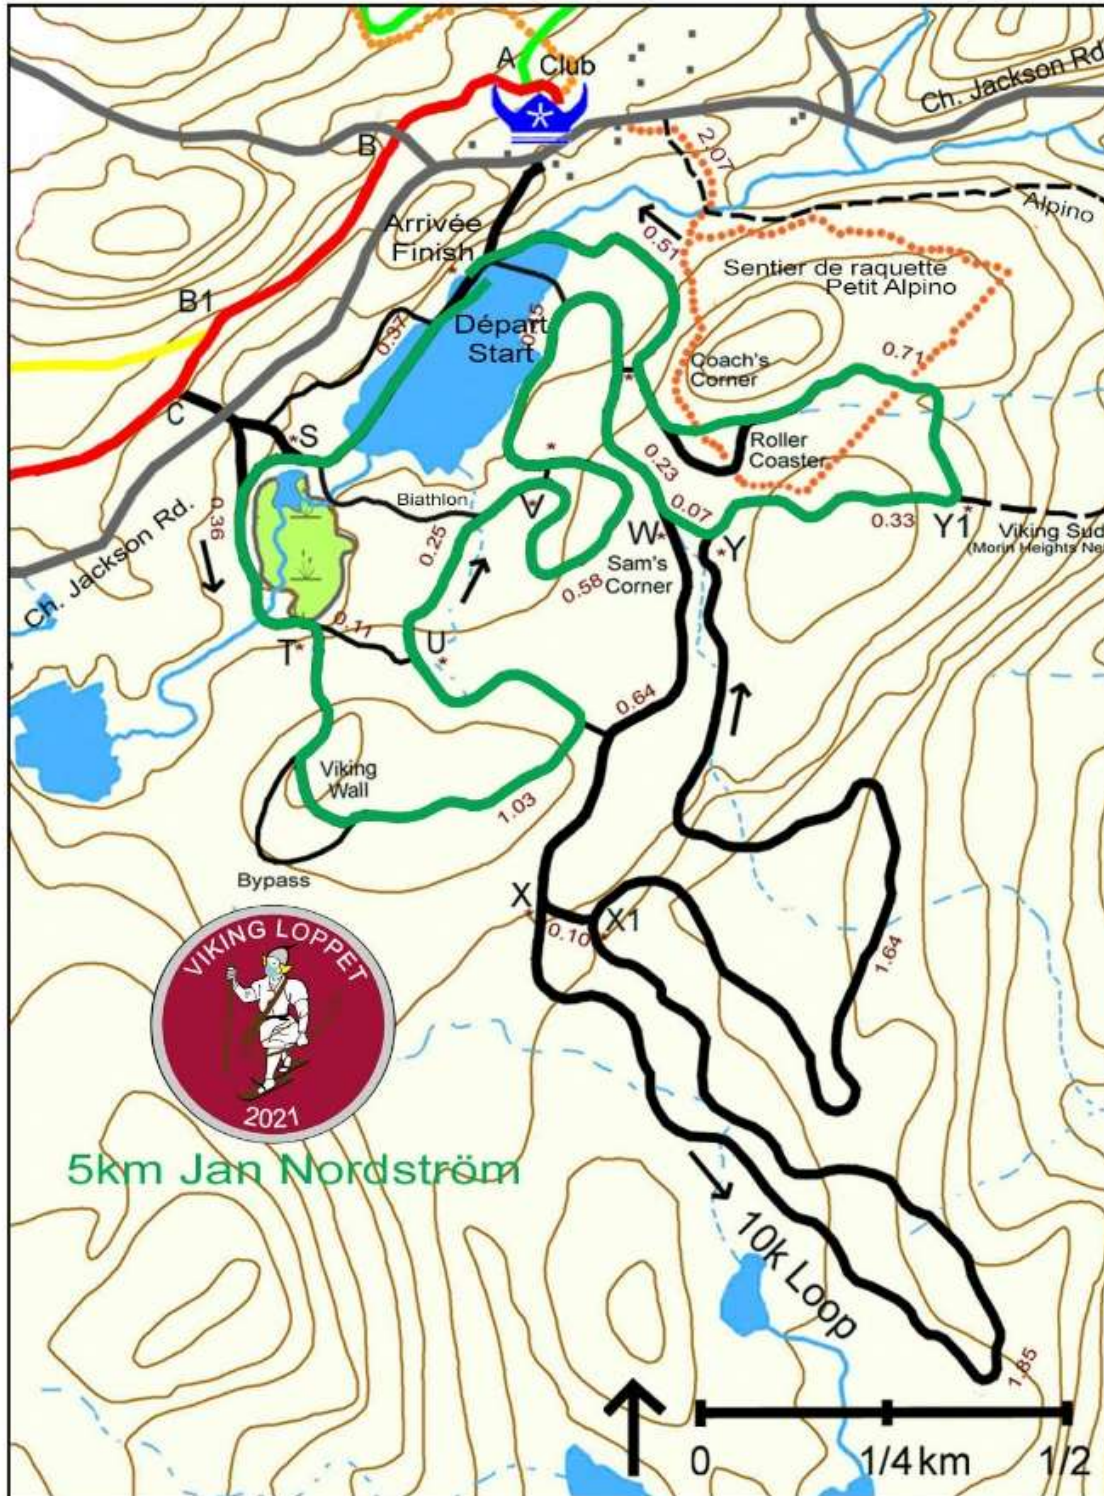 A
Club
Ch. Jackson Rd
B
2.07
Arrivée
Finish
Alpino
0.51
Sentier de raquette
Petit Alpino
B1
Départ
Start
0.37
0.71
Coach's
Corner
C
S
Roller
Coaster
0.23
0.36
Biathlon
V
0.25
0.07
W
Y
0.33
Y1
Viking Sud
(Morin Heights Ne
Ch. Jackson Rd.
Sam's
Corner
0.58
0.11
T
U
0.64
Viking
Wall
1.03
Bypass
X
X1
0.10
1.64
VIKING LOPPET
2021
5km Jan Nordström
10k Loop
1.85
0
1/4 km
1/2